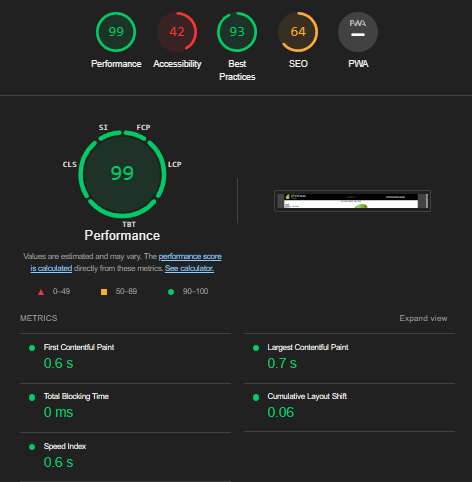 99
42
93
64
PWA
Performance
Accessibility
Best
Practices
SEO
PWA
SI
FCP
CLS
LCP
99
TBT
Performance
Values are estimated and may vary. The performance score
is calculated directly from these metrics. See calculator.
0–49
50–89
90–100
METRICS
Expand view
First Contentful Paint
0.6 s
Largest Contentful Paint
0.7 s
Total Blocking Time
0 ms
Cumulative Layout Shift
0.06
Speed Index
0.6 s